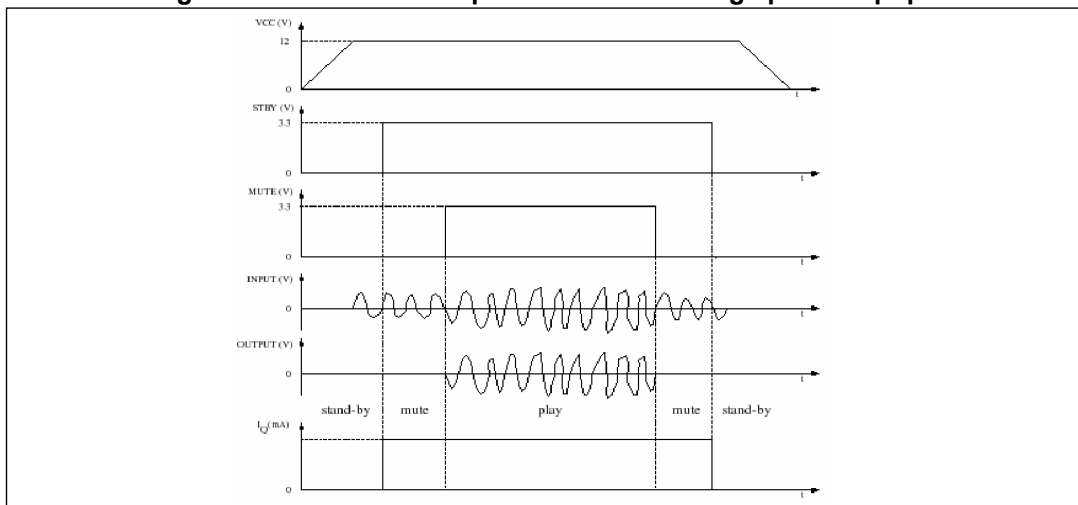 VCC (V)
12
0
t
STBY (V)
3.3
0
t
MUTE (V)
3.3
0
t
INPUT (V)
0
t
OUTPUT (V)
0
t
stand-by mute play mute stand-by
IQ(mA)
0
t